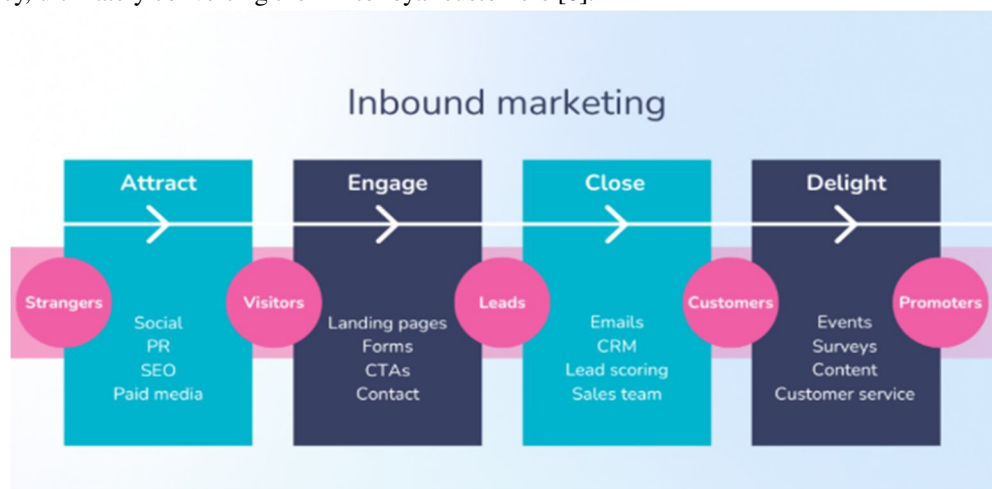 Inbound marketing
Attract
Engage
Close
Delight
Strangers
Visitors
Leads
Customers
Promoters
Social
PR
SEO
Paid media
Landing pages
Forms
CTAs
Contact
Emails
CRM
Lead scoring
Sales team
Events
Surveys
Content
Customer service